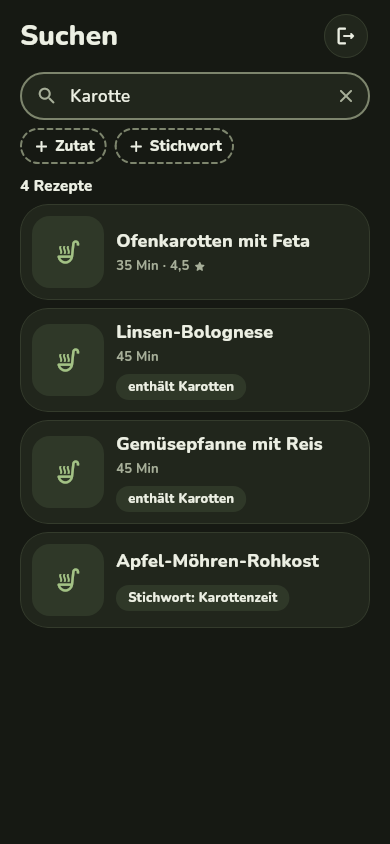 Suchen
Karotte
+ Zutat
+ Stichwort
4 Rezepte
Ofenkarotten mit Feta
35 Min · 4,5 ★
Linsen-Bolognese
45 Min
enthält Karotten
Gemüsepfanne mit Reis
45 Min
enthält Karotten
Apfel-Möhren-Rohkost
Stichwort: Karottenzeit